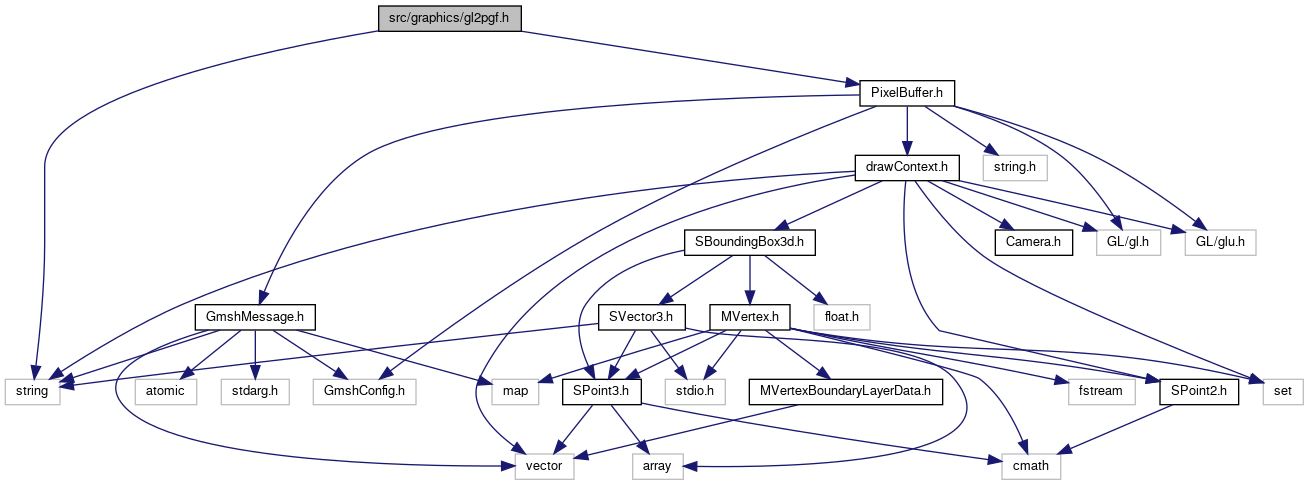 src/graphics/gl2pgf.h
PixelBuffer.h
drawContext.h
string.h
SBoundingBox3d.h
Camera.h
GL/gl.h
GL/glu.h
GmshMessage.h
SVector3.h
MVertex.h
float.h
string
atomic
stdarg.h
GmshConfig.h
map
SPoint3.h
stdio.h
MVertexBoundaryLayerData.h
fstream
SPoint2.h
set
vector
array
cmath